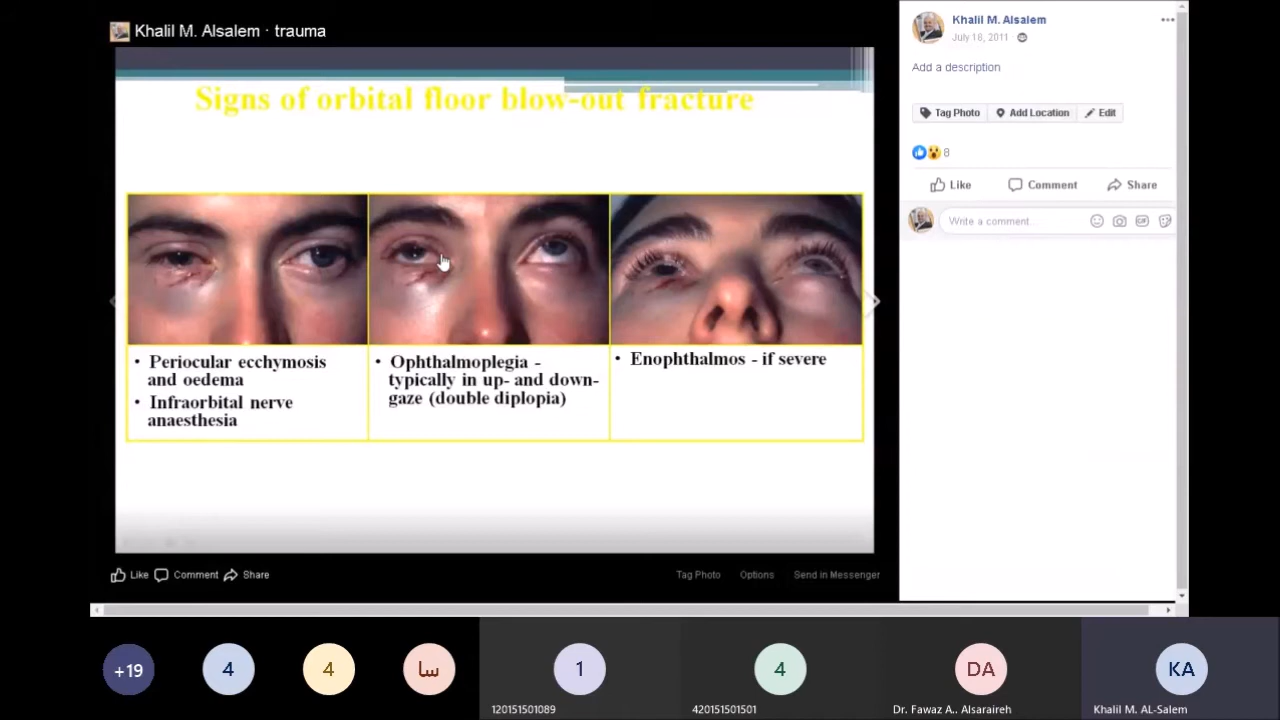 Khalil M. Alsalem · trauma
Signs of orbital floor blow-out fracture
• Periocular ecchymosis
and oedema
• Infraorbital nerve
anaesthesia
• Ophthalmoplegia -
typically in up- and down-
gaze (double diplopia)
• Enophthalmos - if severe
Like Comment Share
Tag Photo Options Send in Messenger
Khalil M. Alsalem
July 18, 2011
Add a description
Tag Photo Add Location Edit
8
Like Comment Share
Write a comment...
+19
4
4
سا
1
120151501089
4
420151501501
DA
Dr. Fawaz A.. Alsaraireh
KA
Khalil M. AL-Salem